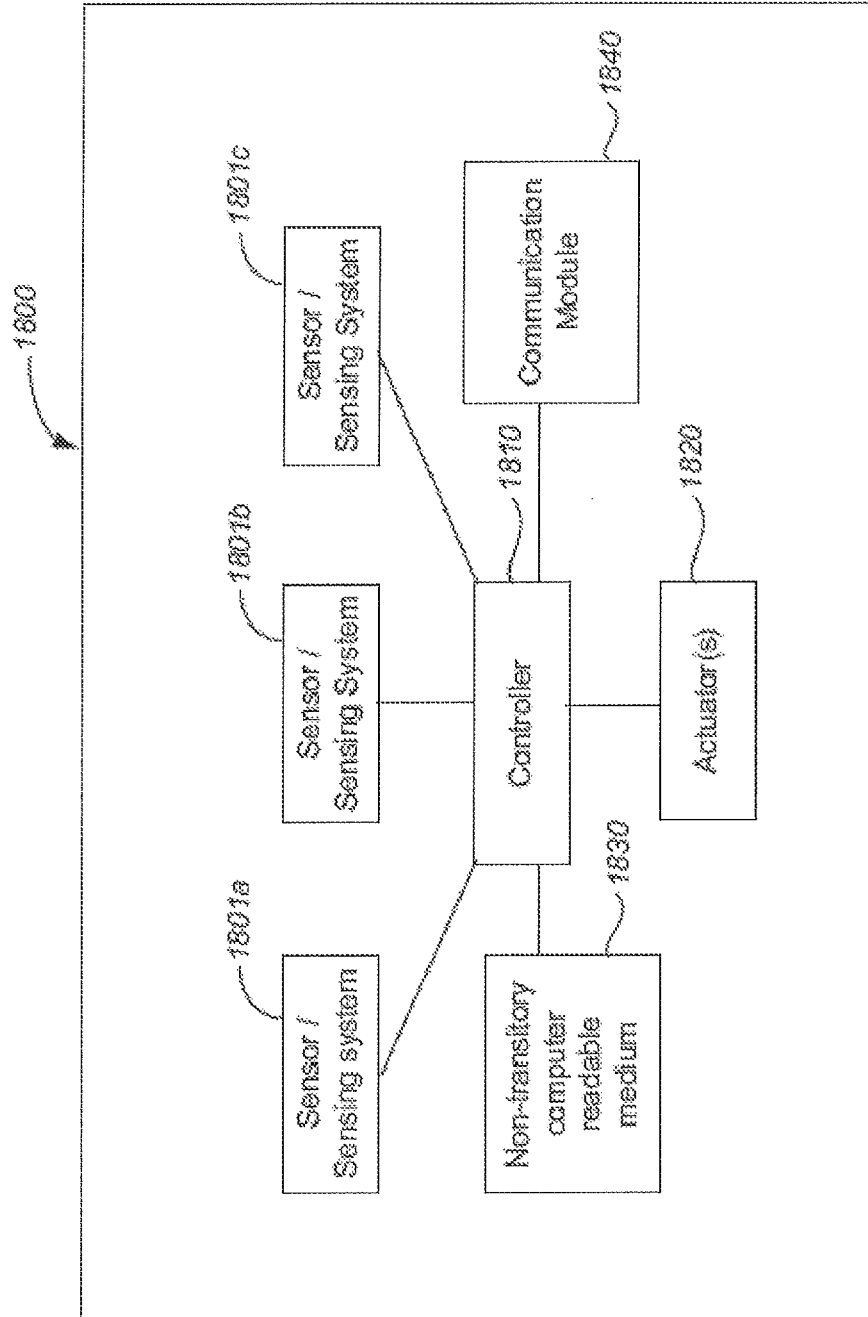 1800
1801a
1801b
1801c
Sensor /
Sensing system
Sensor /
Sensing System
Sensor /
Sensing System
1810
Controller
1830
Non-transitory
computer
readable
medium
1820
Actuator(s)
1840
Communication
Module